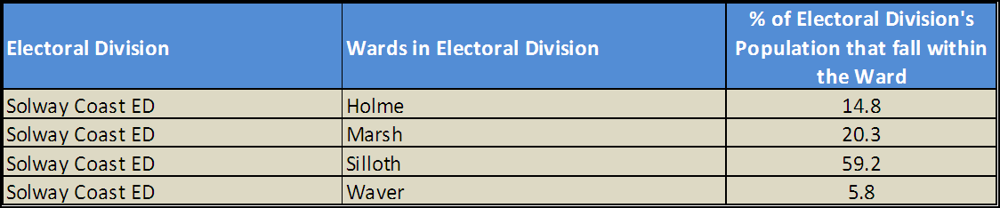 Electoral Division Wards in Electoral Division % of Electoral Division's
Population that fall within
the Ward
Solway Coast ED Holme 14.8
Solway Coast ED Marsh 20.3
Solway Coast ED Silloth 59.2
Solway Coast ED Waver 5.8